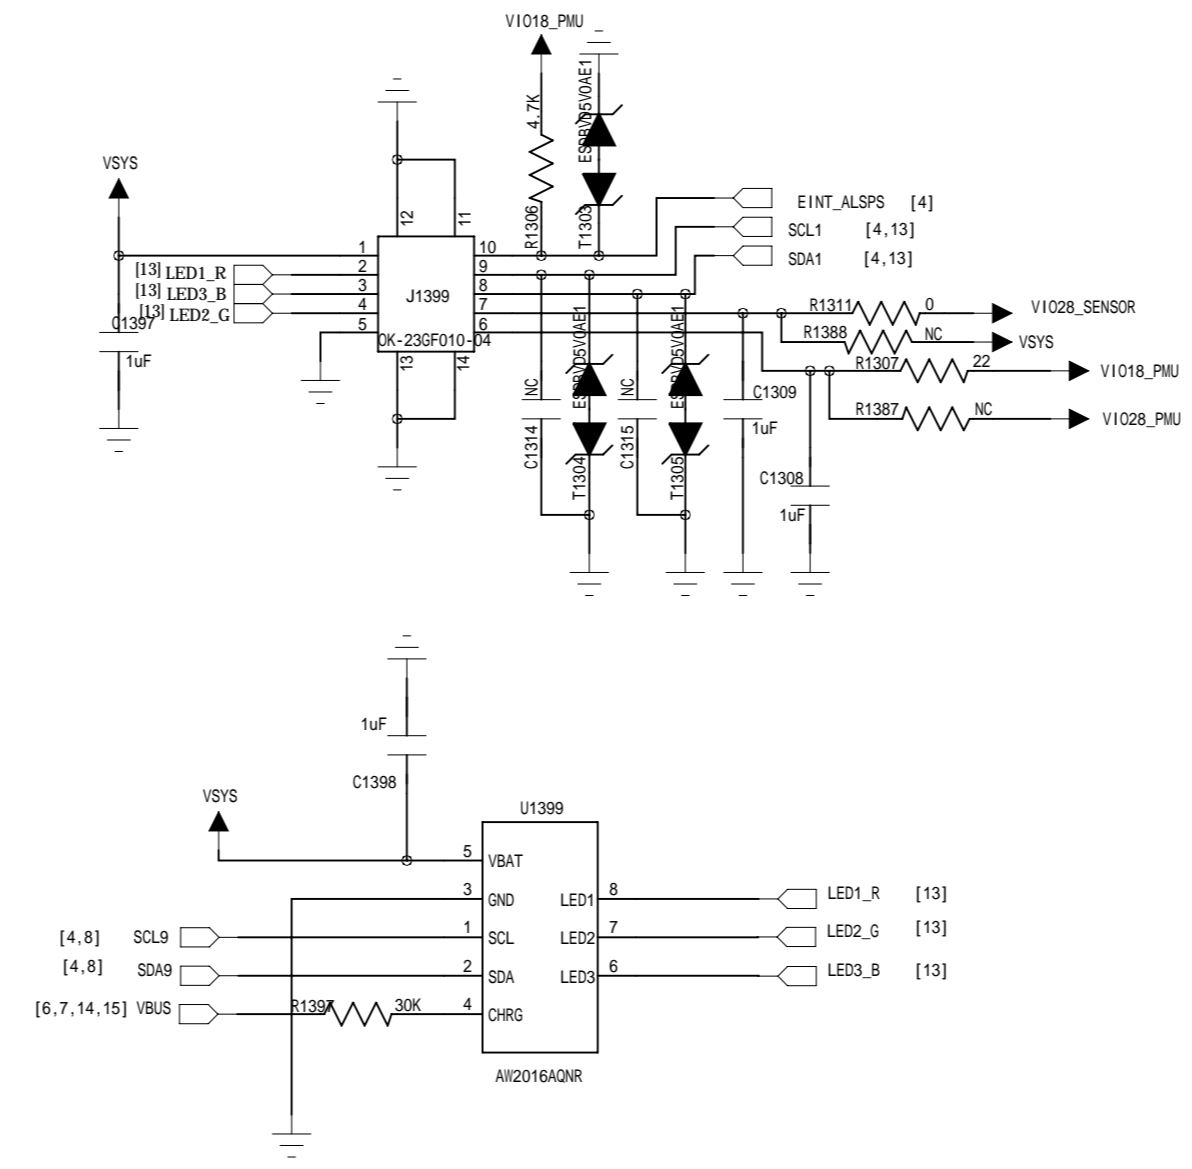 VIO18_PMU
4.7K
R1306
ESDBVD5V0AE1
T1303
VSYS
12
11
EINT_ALSPS [4]
SCL1 [4,13]
SDA1 [4,13]
1
10
[13] LED1_R 2
9
[13] LED3_B 3
J1399
8
[13] LED2_G 4
7
5
OK-23GF010-04
6
13
14
C1397
1uF
R1311 0 VIO28_SENSOR
R1388 NC VSYS
R1307 22 VIO18_PMU
R1387 NC VIO28_PMU
NC
C1314
ESDBVD5V0AE1
T1304
NC
C1315
ESDBVD5V0AE1
T1305
C1309
1uF
C1308
1uF
1uF
C1398
VSYS
U1399
5 VBAT
3 GND LED1 8 LED1_R [13]
[4,8] SCL9 1 SCL LED2 7 LED2_G [13]
[4,8] SDA9 2 SDA LED3 6 LED3_B [13]
[6,7,14,15] VBUS R1397 30K 4 CHRG
AW2016AQNR